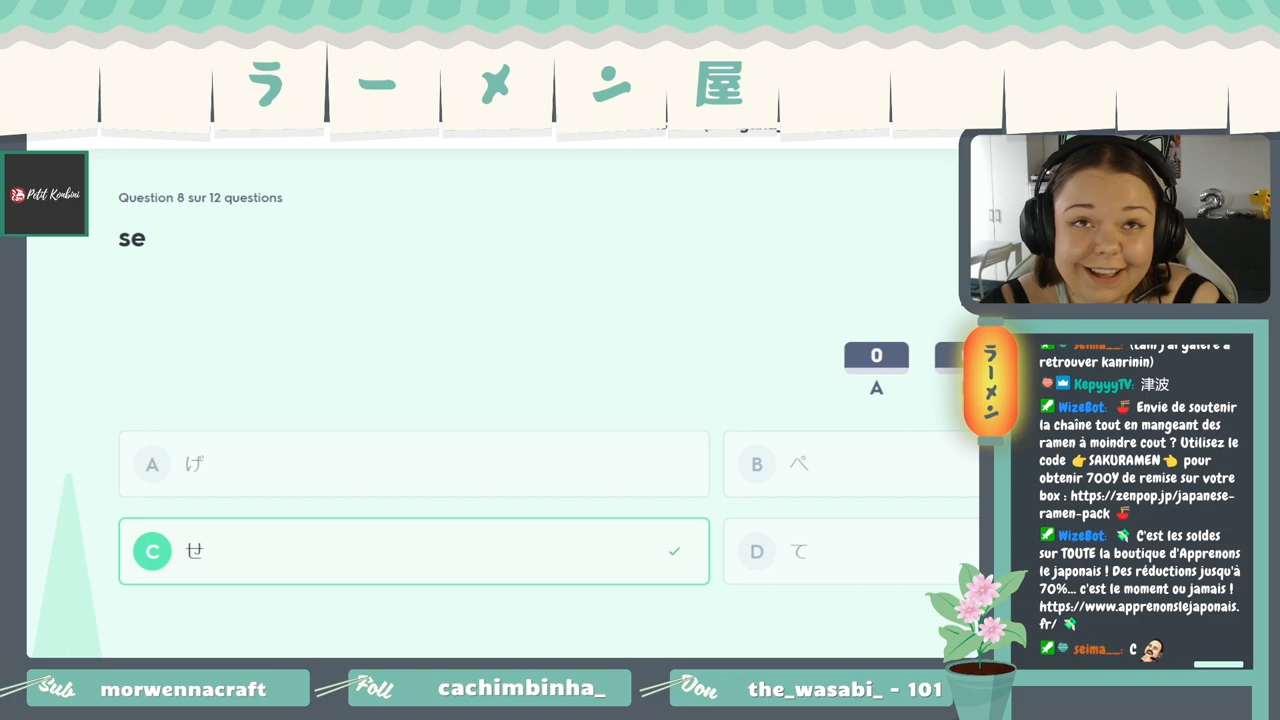 ラーメン屋
Petit Konbini
Question 8 sur 12 questions
se
0
A
A げ
B ペ
C せ
D て
ラーメン
retrouver kanrinin)
KepyyyTV: 津波
WizeBot: Envie de soutenir
la chaîne tout en mangeant des
ramen à moindre cout ? Utilisez le
code 👉SAKURAMEN👈 pour
obtenir 700Y de remise sur votre
box : https://zenpop.jp/japanese-
ramen-pack 🍜
WizeBot: 💸 C'est les soldes
sur TOUTE la boutique d'Apprenons
le japonais ! Des réductions jusqu'à
70%... c'est le moment ou jamais !
https://www.apprenonslejaponais.
fr/ 💸
seima__: C
Sub morwennacraft
Foll cachimbinha_
Don the_wasabi_ - 101